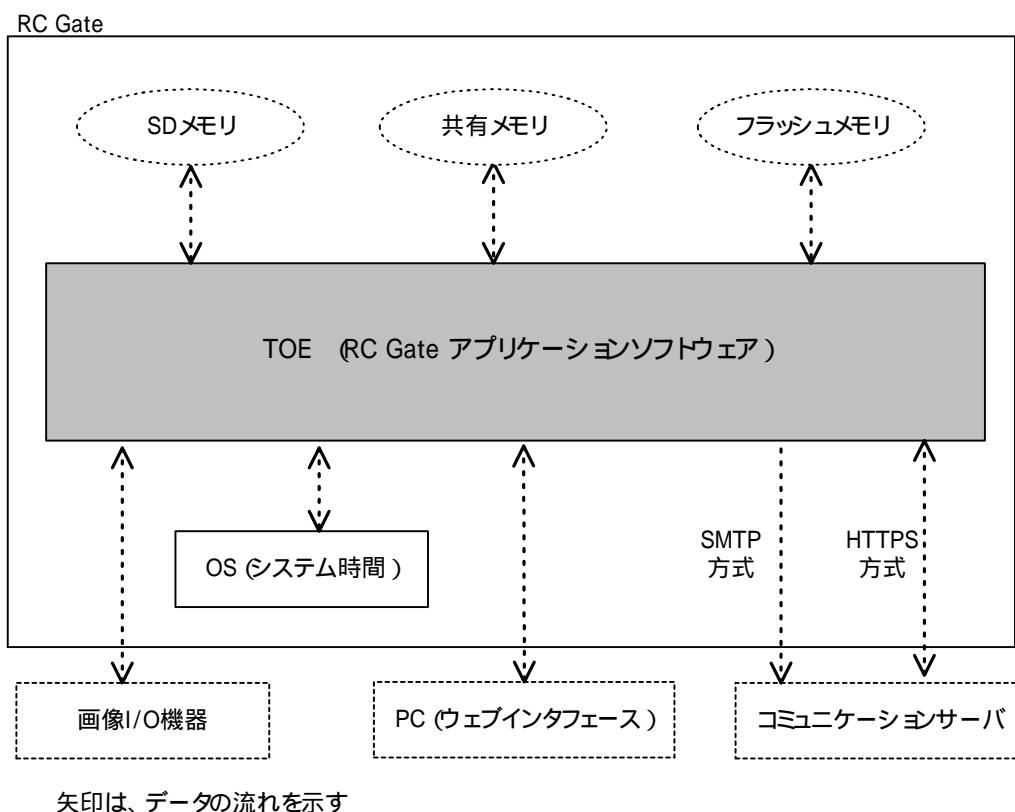 RC Gate
SDメモリ
共有メモリ
フラッシュメモリ
TOE (RC Gate アプリケーションソフトウェア)
OS (システム時間)
SMTP
方式
HTTPS
方式
画像I/O機器
PC (ウェブインタフェース)
コミュニケーションサーバ
矢印は、データの流れを示す